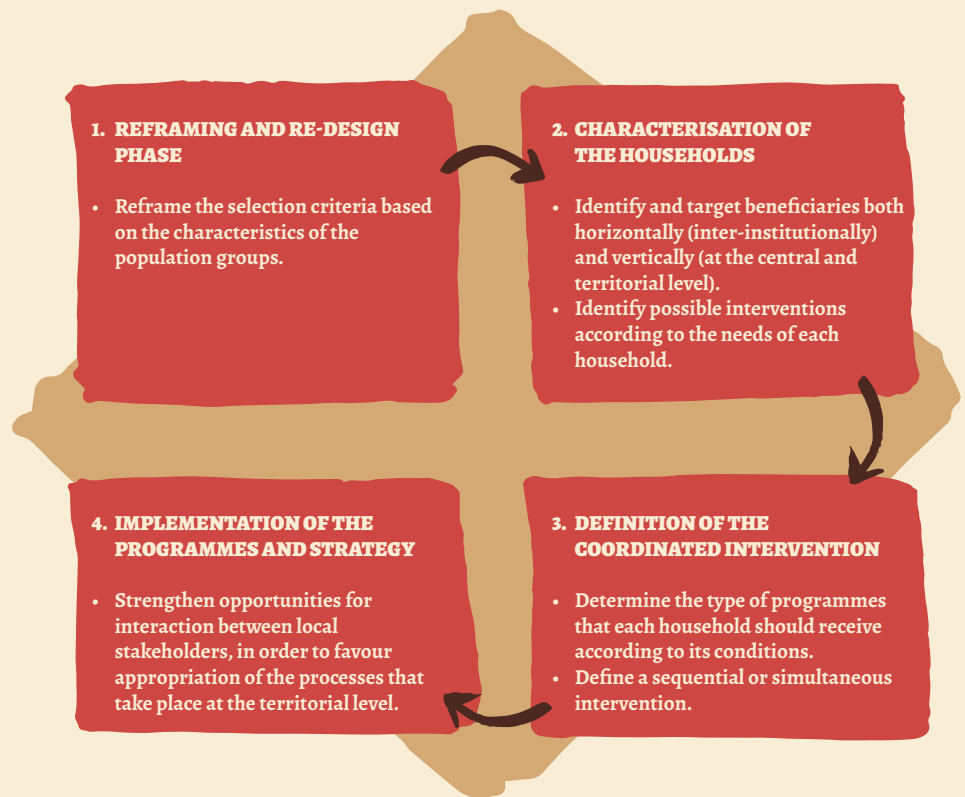 1. REFRAMING AND RE-DESIGN
PHASE
• Reframe the selection criteria based
on the characteristics of the
population groups.
2. CHARACTERISATION OF
THE HOUSEHOLDS
• Identify and target beneficiaries both
horizontally (inter-institutionally)
and vertically (at the central and
territorial level).
• Identify possible interventions
according to the needs of each
household.
3. DEFINITION OF THE
COORDINATED INTERVENTION
• Determine the type of programmes
that each household should receive
according to its conditions.
• Define a sequential or simultaneous
intervention.
4. IMPLEMENTATION OF THE
PROGRAMMES AND STRATEGY
• Strengthen opportunities for
interaction between local
stakeholders, in order to favour
appropriation of the processes that
take place at the territorial level.